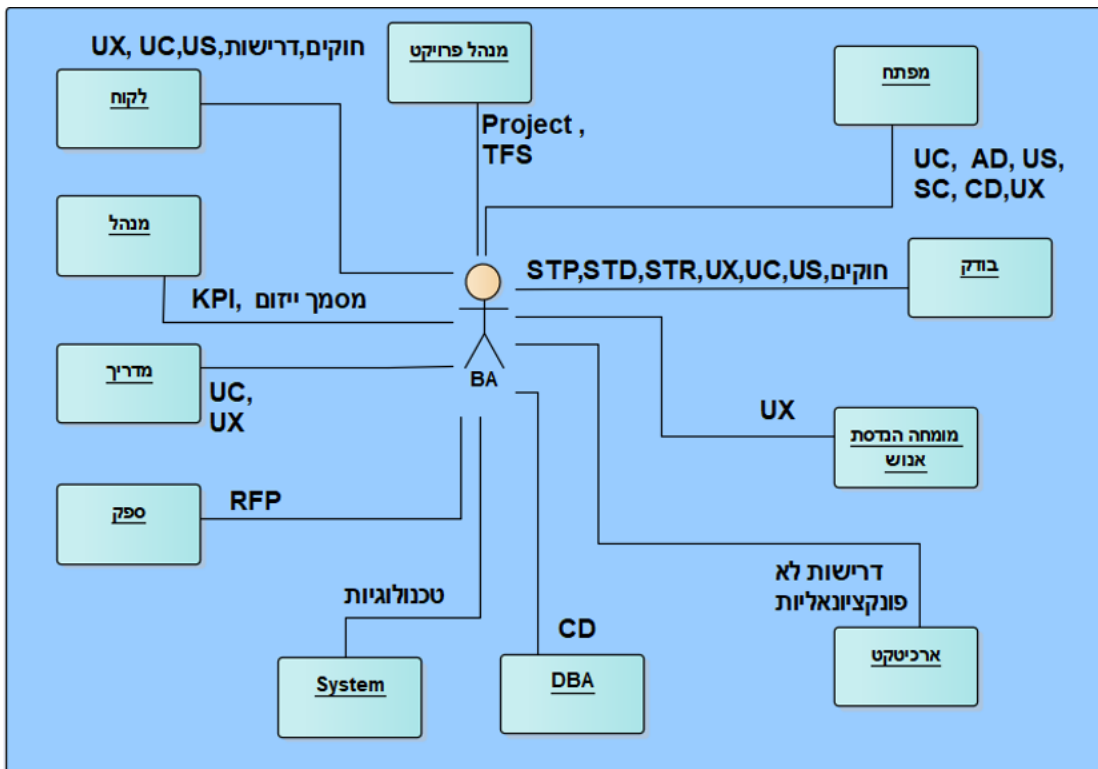 UX, UC,US,חוקים,דרישות
מנהל פרויקט
מפתח
לקוח
Project ,
TFS
UC, AD, US,
SC, CD,UX
מנהל
בודק
STP,STD,STR,UX,UC,US,חוקים
KPI, מסמך ייזום
מדריך
BA
UC,
UX
UX
מומחה הנדסת
אנוש
ספק
RFP
דרישות לא
פונקציונאליות
טכנולוגיות
CD
ארכיטקט
System
DBA